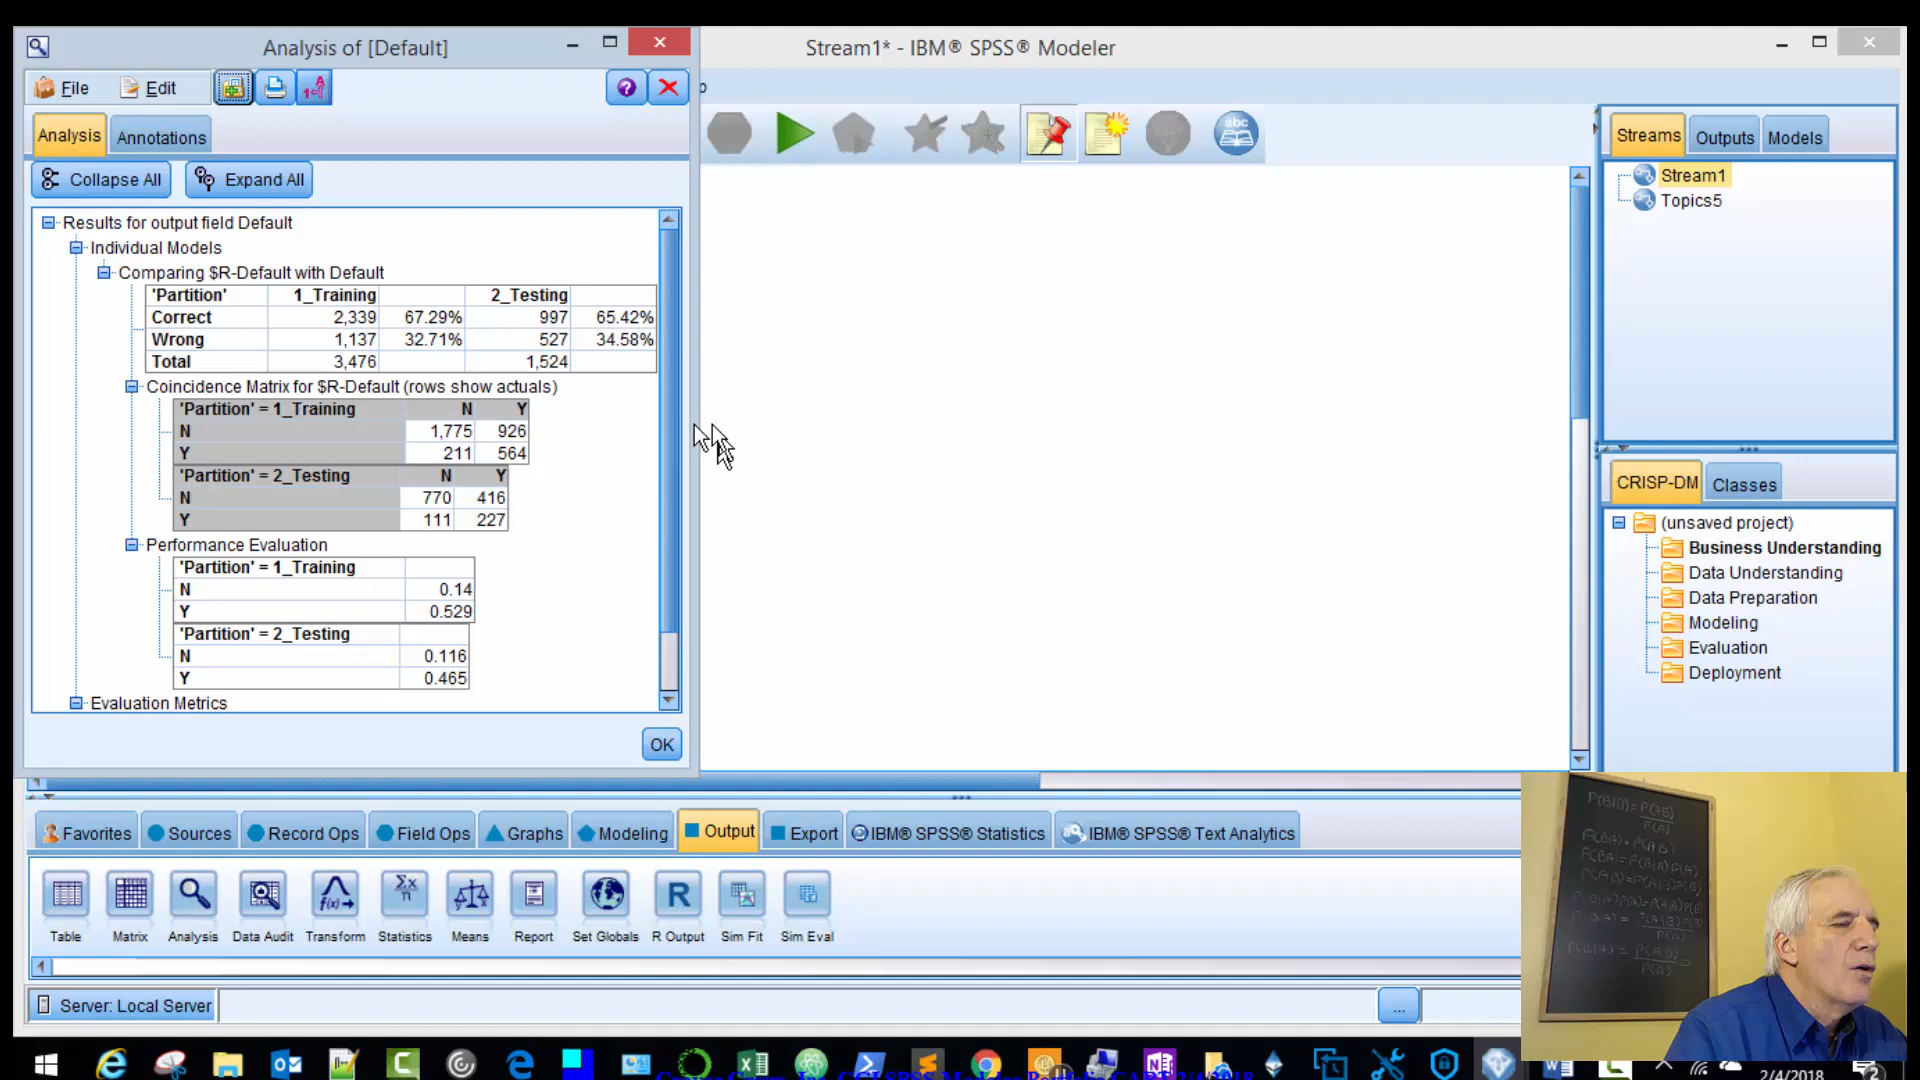 Analysis of [Default]
Stream1* - IBM® SPSS® Modeler
File Edit
Analysis Annotations
Collapse All Expand All
Results for output field Default
Individual Models
Comparing $R-Default with Default
'Partition' 1_Training 2_Testing
Correct 2,339 67.29% 997 65.42%
Wrong 1,137 32.71% 527 34.58%
Total 3,476 1,524
Coincidence Matrix for $R-Default (rows show actuals)
'Partition' = 1_Training N Y
N 1,775 926
Y 211 564
'Partition' = 2_Testing N Y
N 770 416
Y 111 227
Performance Evaluation
'Partition' = 1_Training
N 0.14
Y 0.529
'Partition' = 2_Testing
N 0.116
Y 0.465
Evaluation Metrics
OK
abc
Streams Outputs Models
Stream1
Topics5
CRISP-DM Classes
(unsaved project)
Business Understanding
Data Understanding
Data Preparation
Modeling
Evaluation
Deployment
Favorites Sources Record Ops Field Ops Graphs Modeling Output Export IBM® SPSS® Statistics IBM® SPSS® Text Analytics
Table Matrix Analysis Data Audit Transform Statistics Means Report Set Globals R Output Sim Fit Sim Eval
Server: Local Server
...
2/4/2018